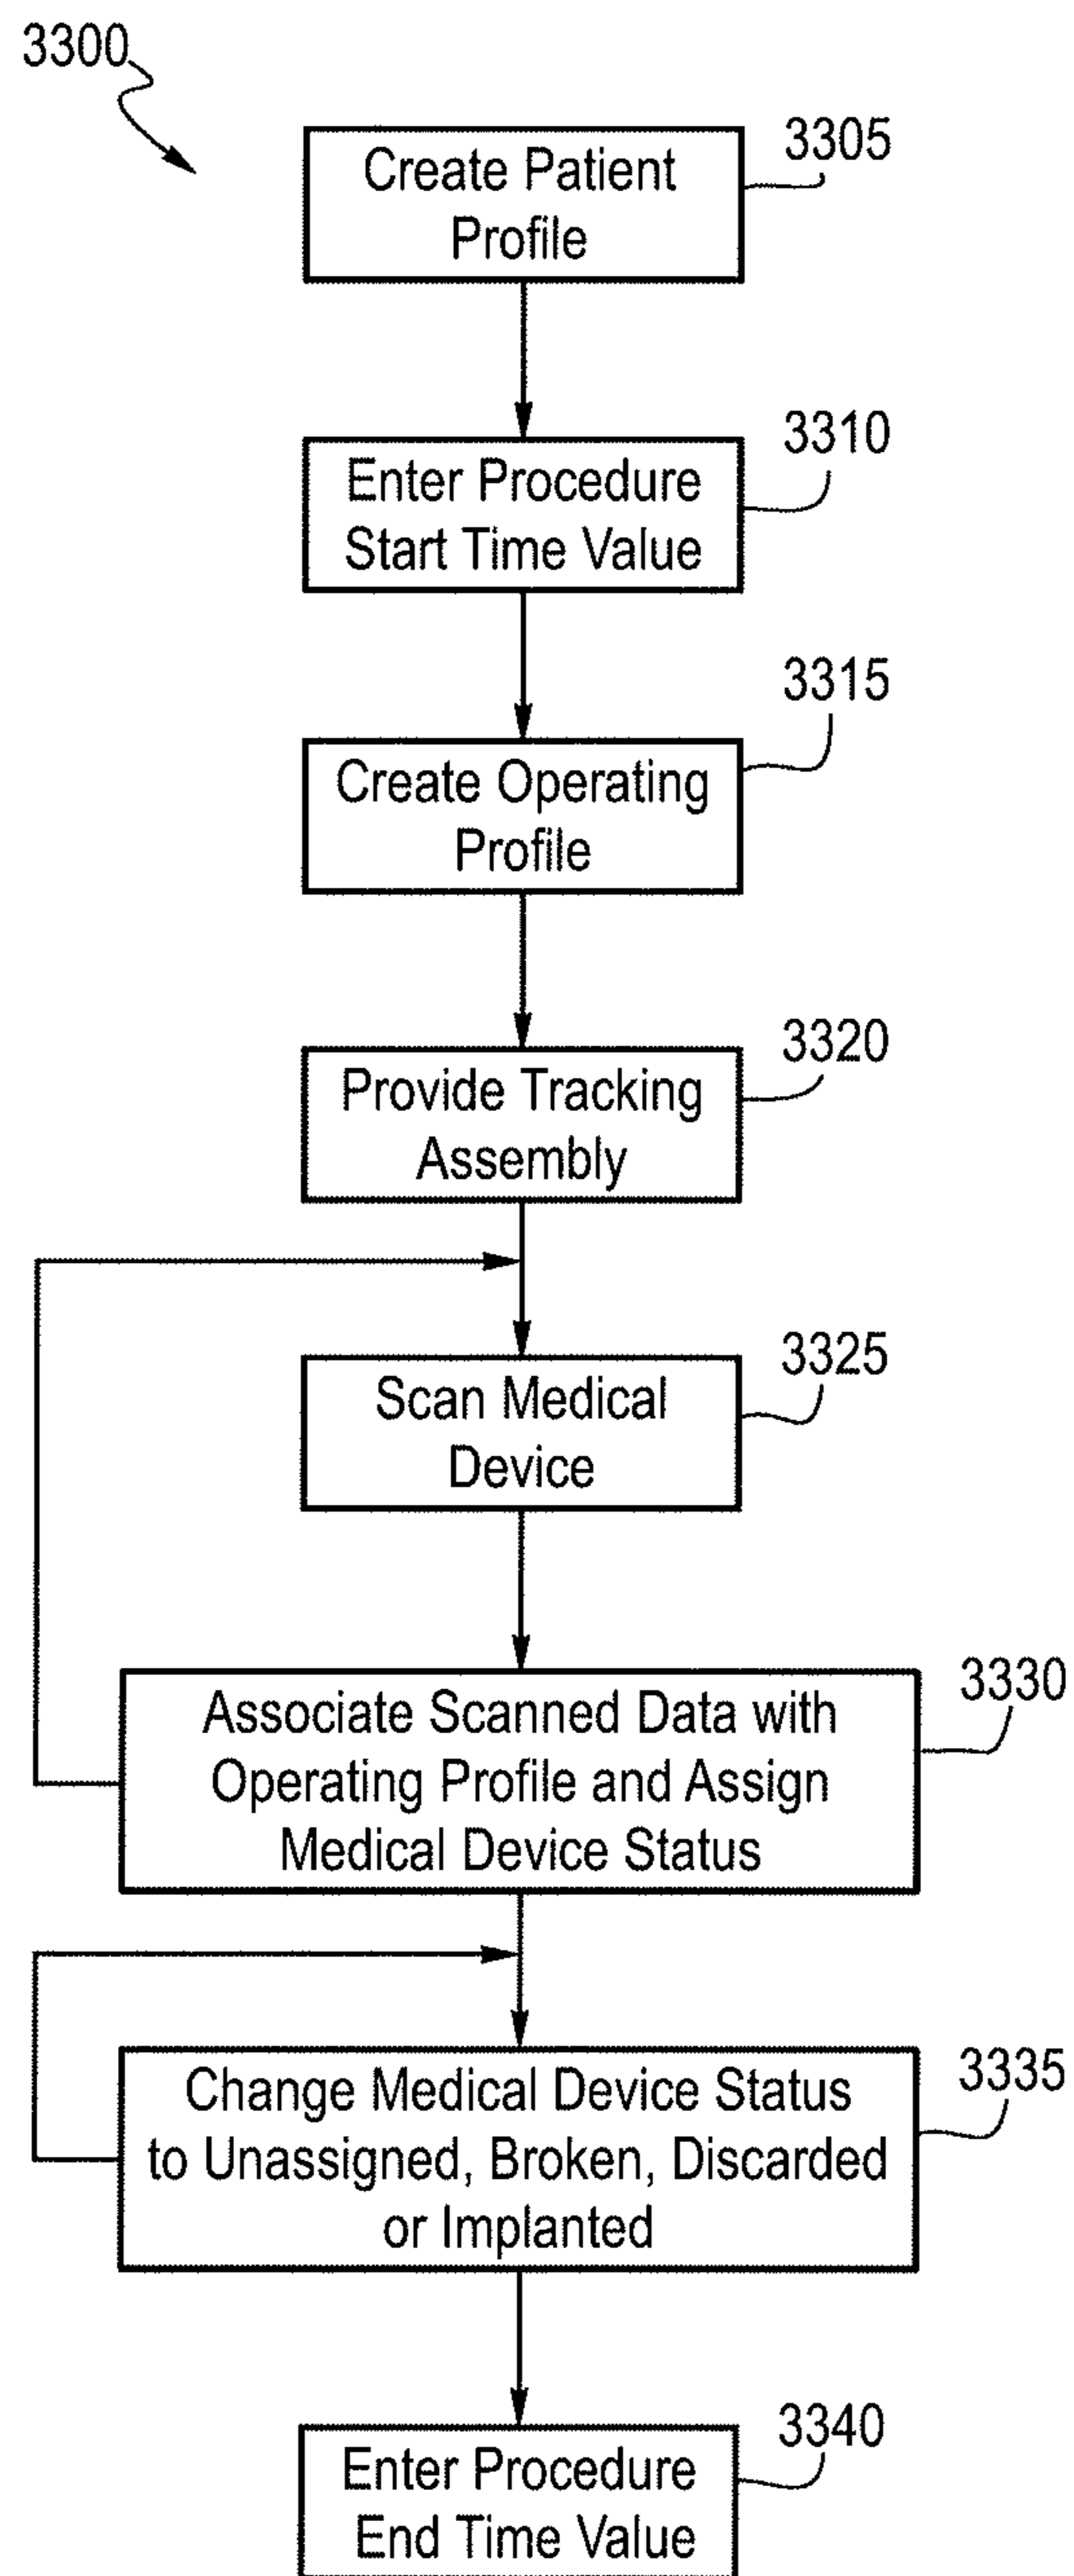 3300
3305
Create Patient
Profile
3310
Enter Procedure
Start Time Value
3315
Create Operating
Profile
3320
Provide Tracking
Assembly
3325
Scan Medical
Device
3330
Associate Scanned Data with
Operating Profile and Assign
Medical Device Status
3335
Change Medical Device Status
to Unassigned, Broken, Discarded
or Implanted
3340
Enter Procedure
End Time Value